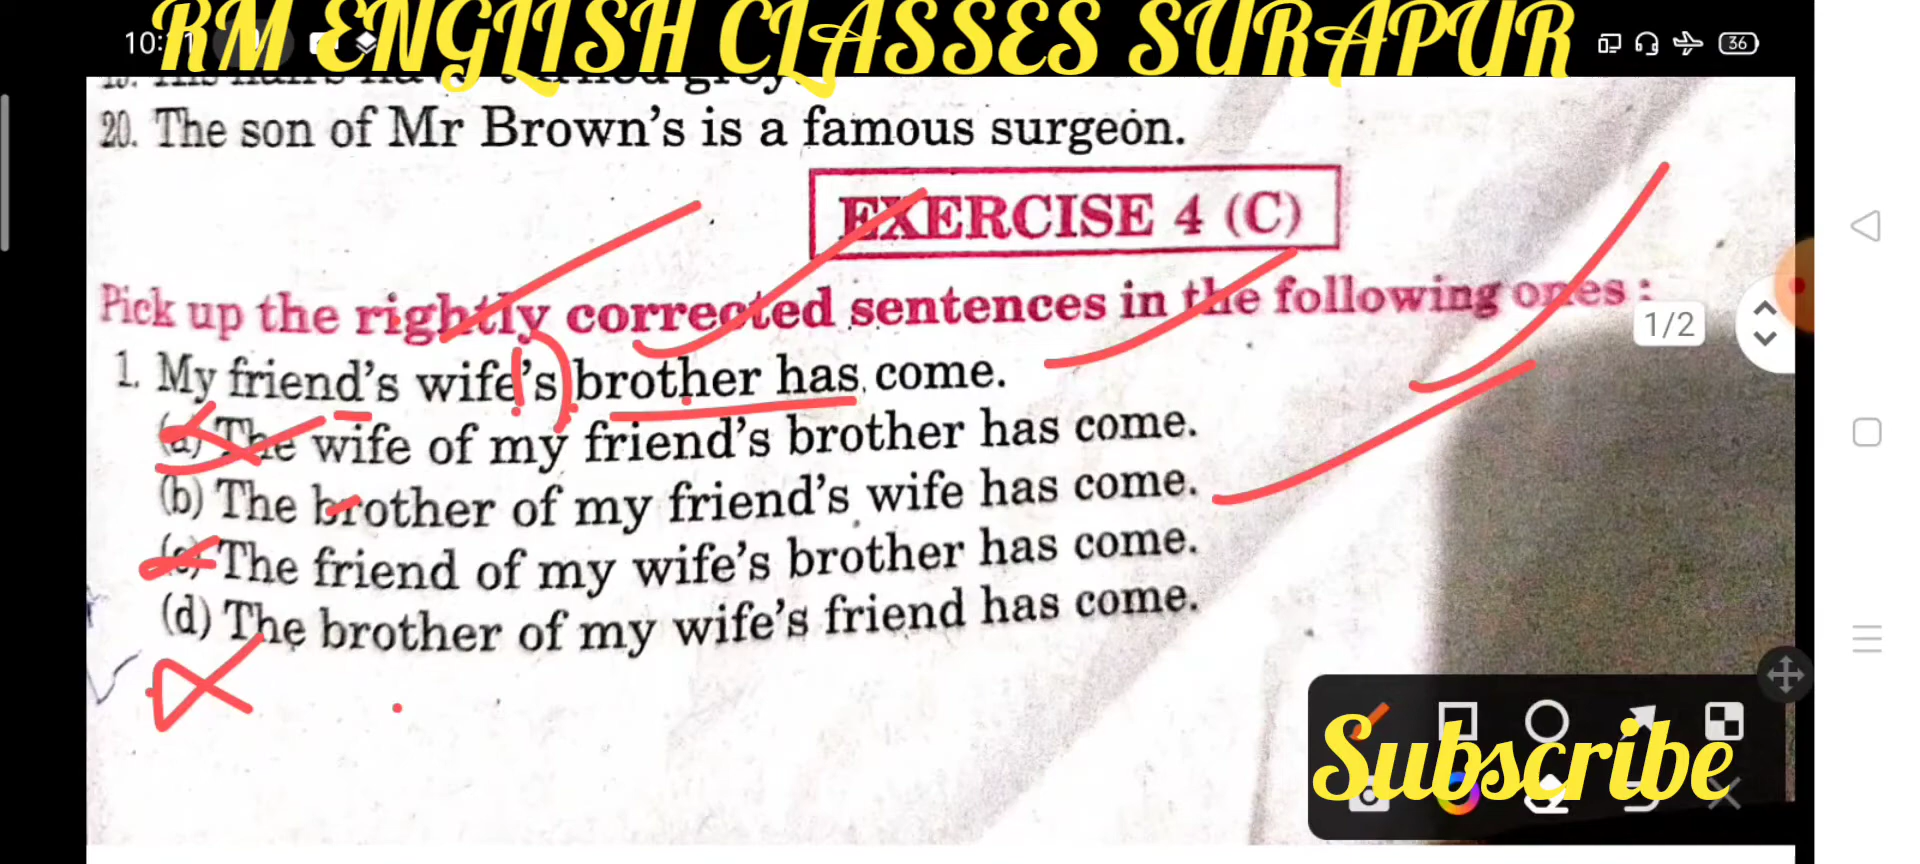 RM ENGLISH CLASSES SURAPUR
36
20. The son of Mr Brown's is a famous surgeon.
EXERCISE 4 (C)
Pick up the rightly corrected sentences in the following ones :
1/2
1. My friend's wife's brother has come.
(a) The wife of my friend's brother has come.
(b) The brother of my friend's wife has come.
(c) The friend of my wife's brother has come.
(d) The brother of my wife's friend has come.
Subscribe